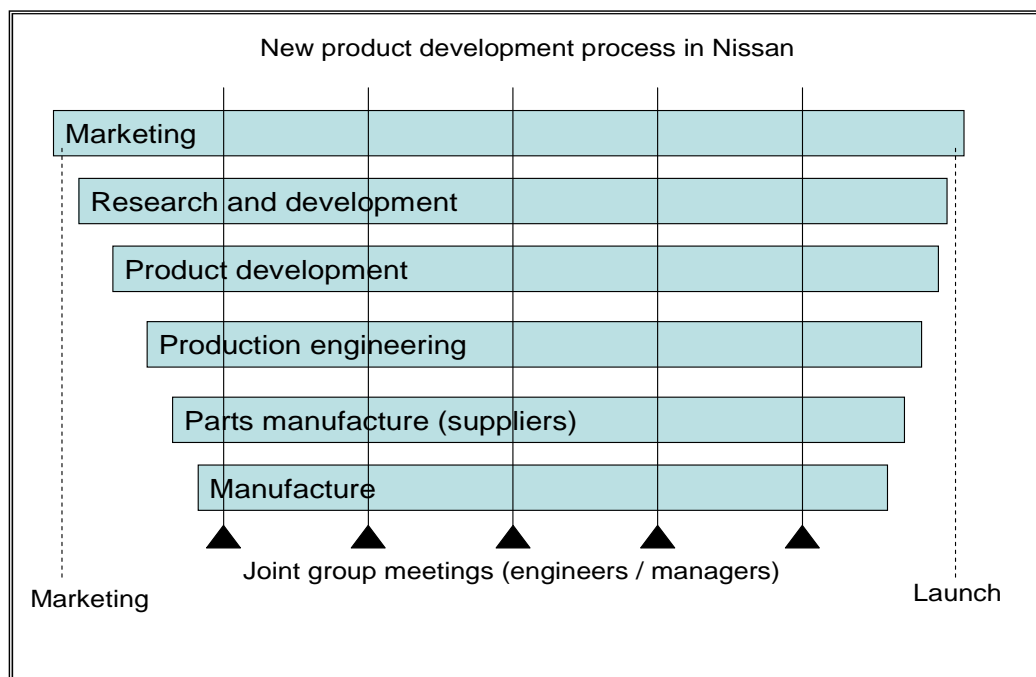 New product development process in Nissan
Marketing
Research and development
Product development
Production engineering
Parts manufacture (suppliers)
Manufacture
Joint group meetings (engineers / managers)
Marketing
Launch